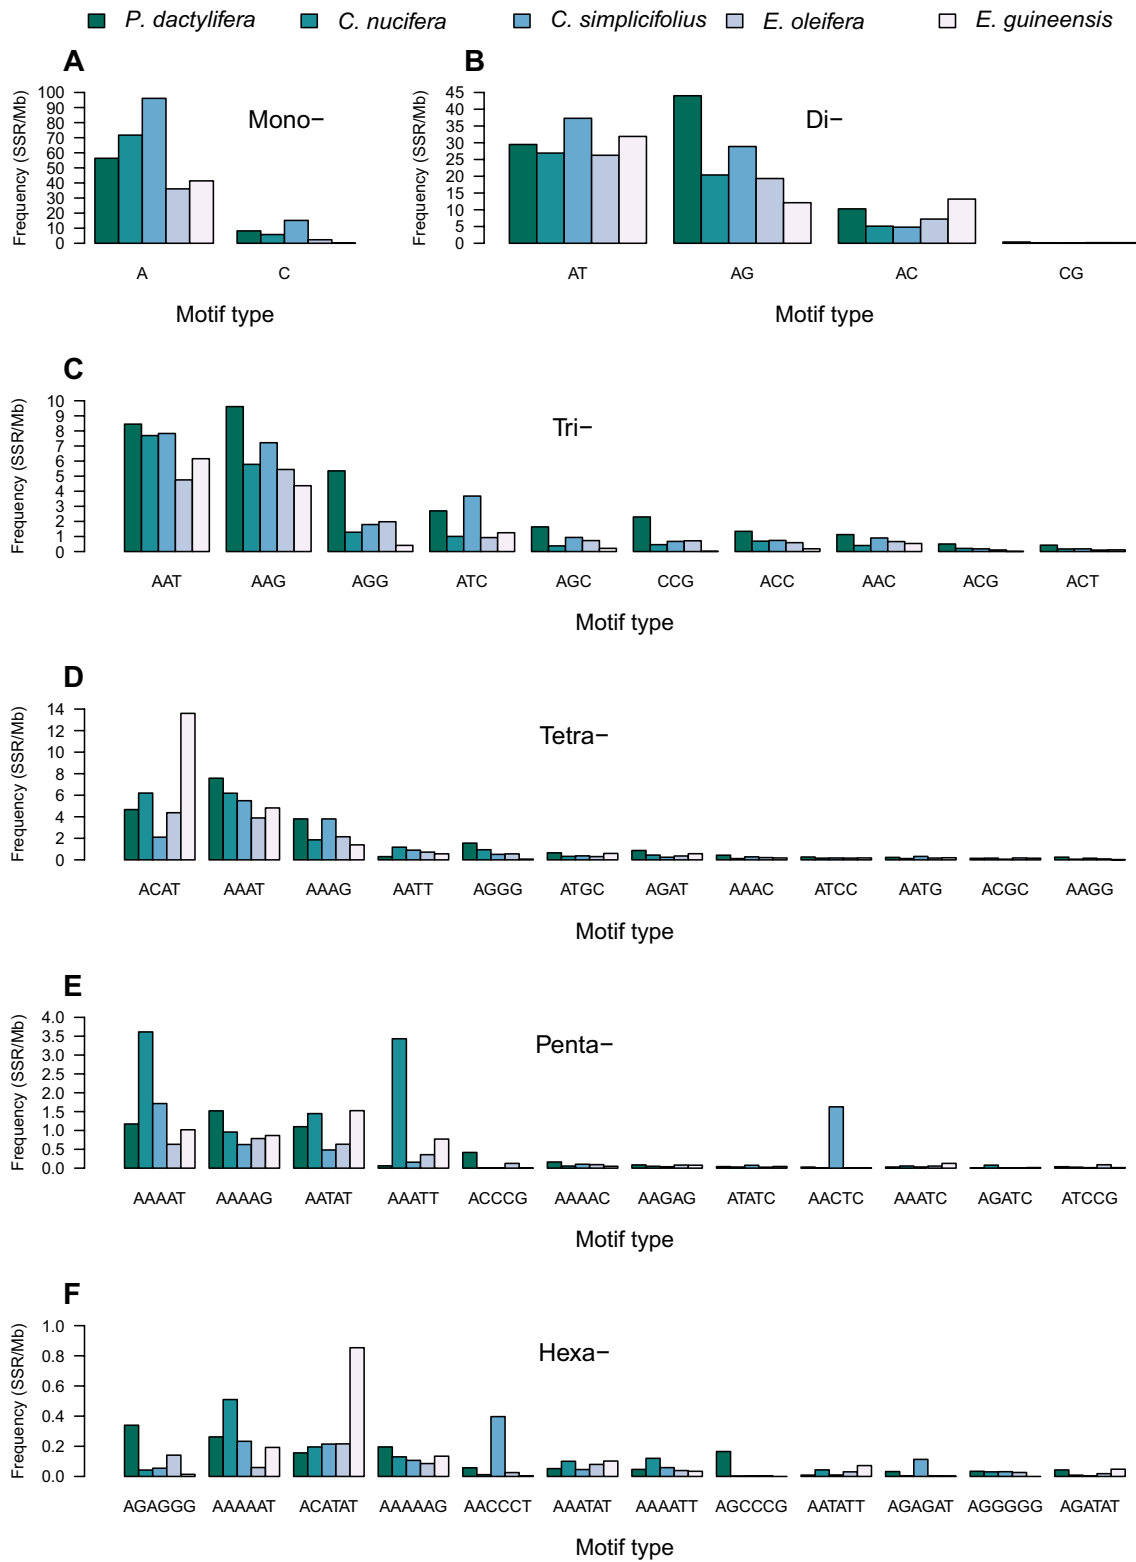 P. dactylifera C. nucifera C. simplicifolius E. oleifera E. guineensis
A
Frequency (SSR/Mb)
100
90
80
70
60
50
40
30
20
10
0
Mono−
A C
Motif type
B
Frequency (SSR/Mb)
45
40
35
30
25
20
15
10
5
0
Di−
AT AG AC CG
Motif type
C
Frequency (SSR/Mb)
10
9
8
7
6
5
4
3
2
1
0
Tri−
AAT AAG AGG ATC AGC CCG ACC AAC ACG ACT
Motif type
D
Frequency (SSR/Mb)
14
12
10
8
6
4
2
0
Tetra−
ACAT AAAT AAAG AATT AGGG ATGC AGAT AAAC ATCC AATG ACGC AAGG
Motif type
E
Frequency (SSR/Mb)
4.0
3.5
3.0
2.5
2.0
1.5
1.0
0.5
0.0
Penta−
AAAAT AAAAG AATAT AAATT ACCCG AAAAC AAGAG ATATC AACTC AAATC AGATC ATCCG
Motif type
F
Frequency (SSR/Mb)
1.0
0.8
0.6
0.4
0.2
0.0
Hexa−
AGAGGG AAAAAT ACATAT AAAAAG AACCCT AAATAT AAAATT AGCCCG AATATT AGAGAT AGGGGG AGATAT
Motif type